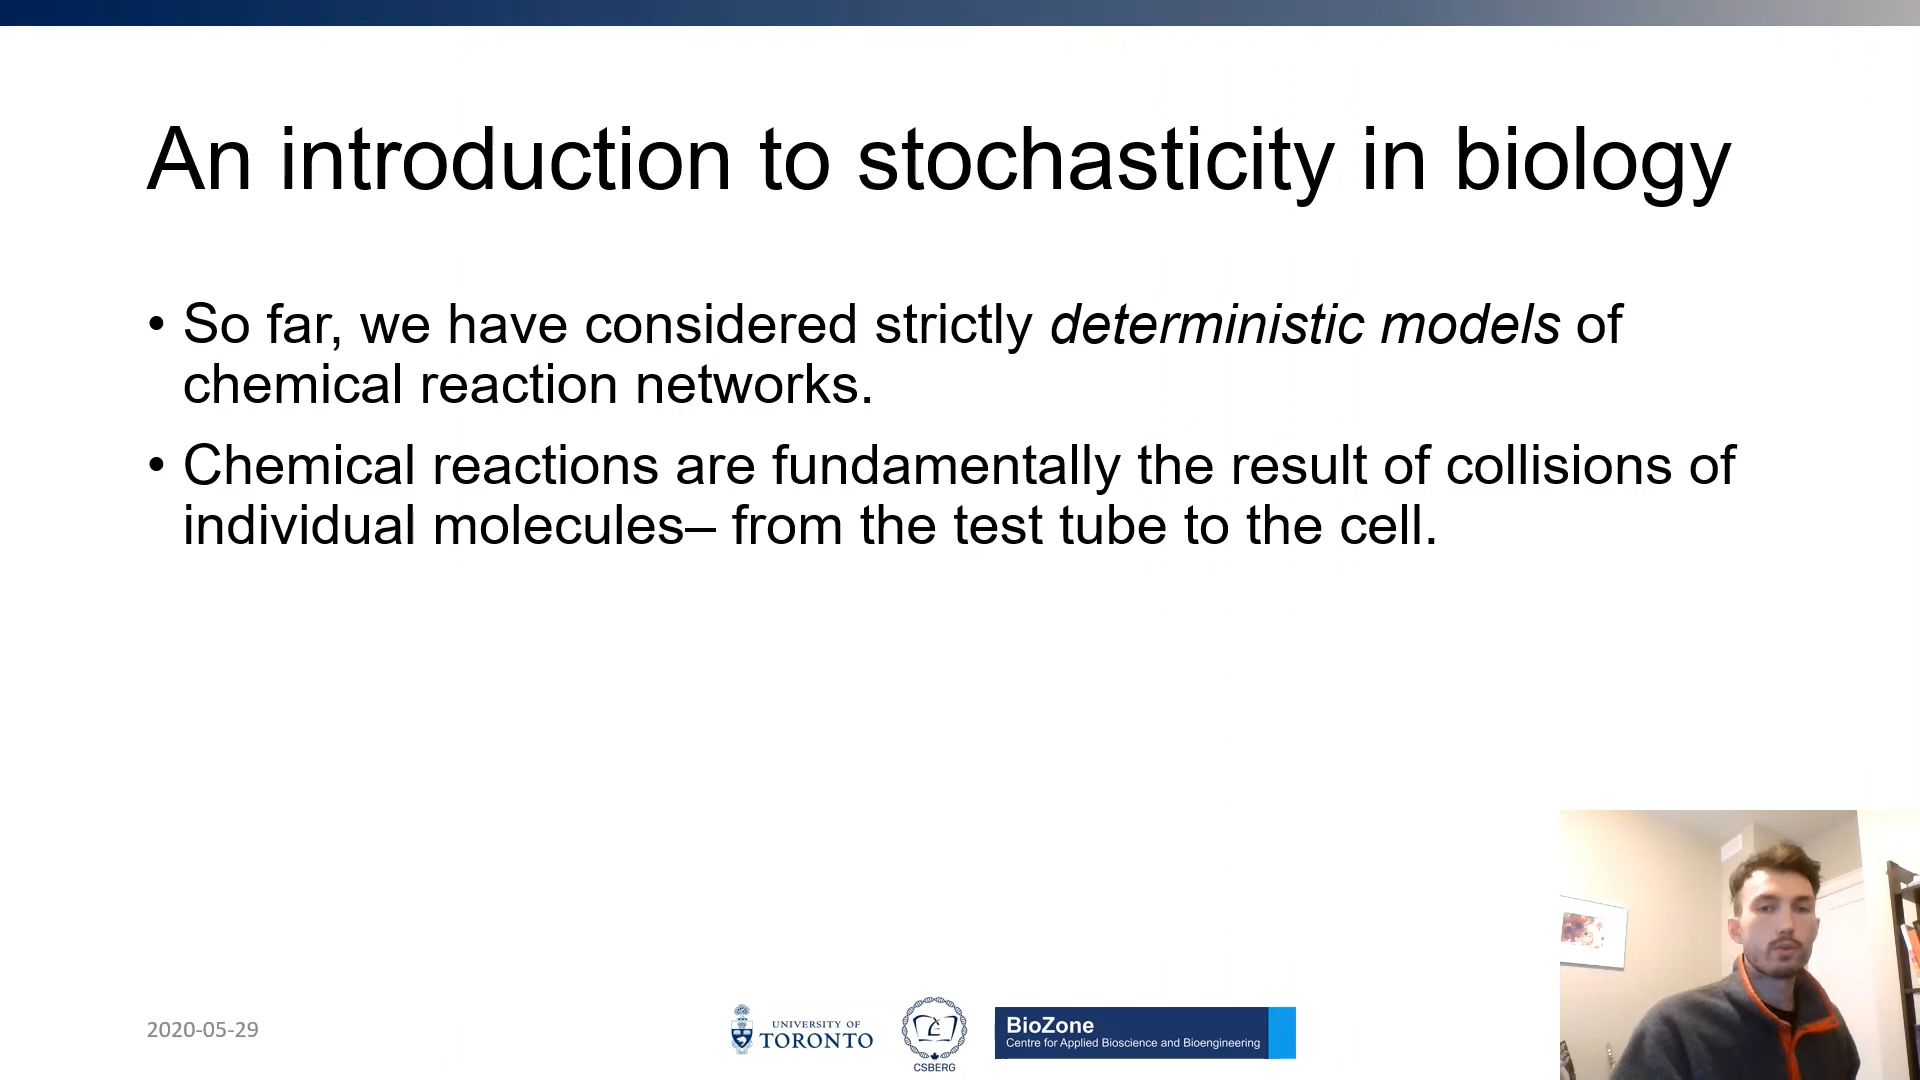 An introduction to stochasticity in biology
• So far, we have considered strictly deterministic models of
chemical reaction networks.
• Chemical reactions are fundamentally the result of collisions of
individual molecules– from the test tube to the cell.
2020-05-29
UNIVERSITY OF
TORONTO
CSBERG
BioZone
Centre for Applied Bioscience and Bioengineering